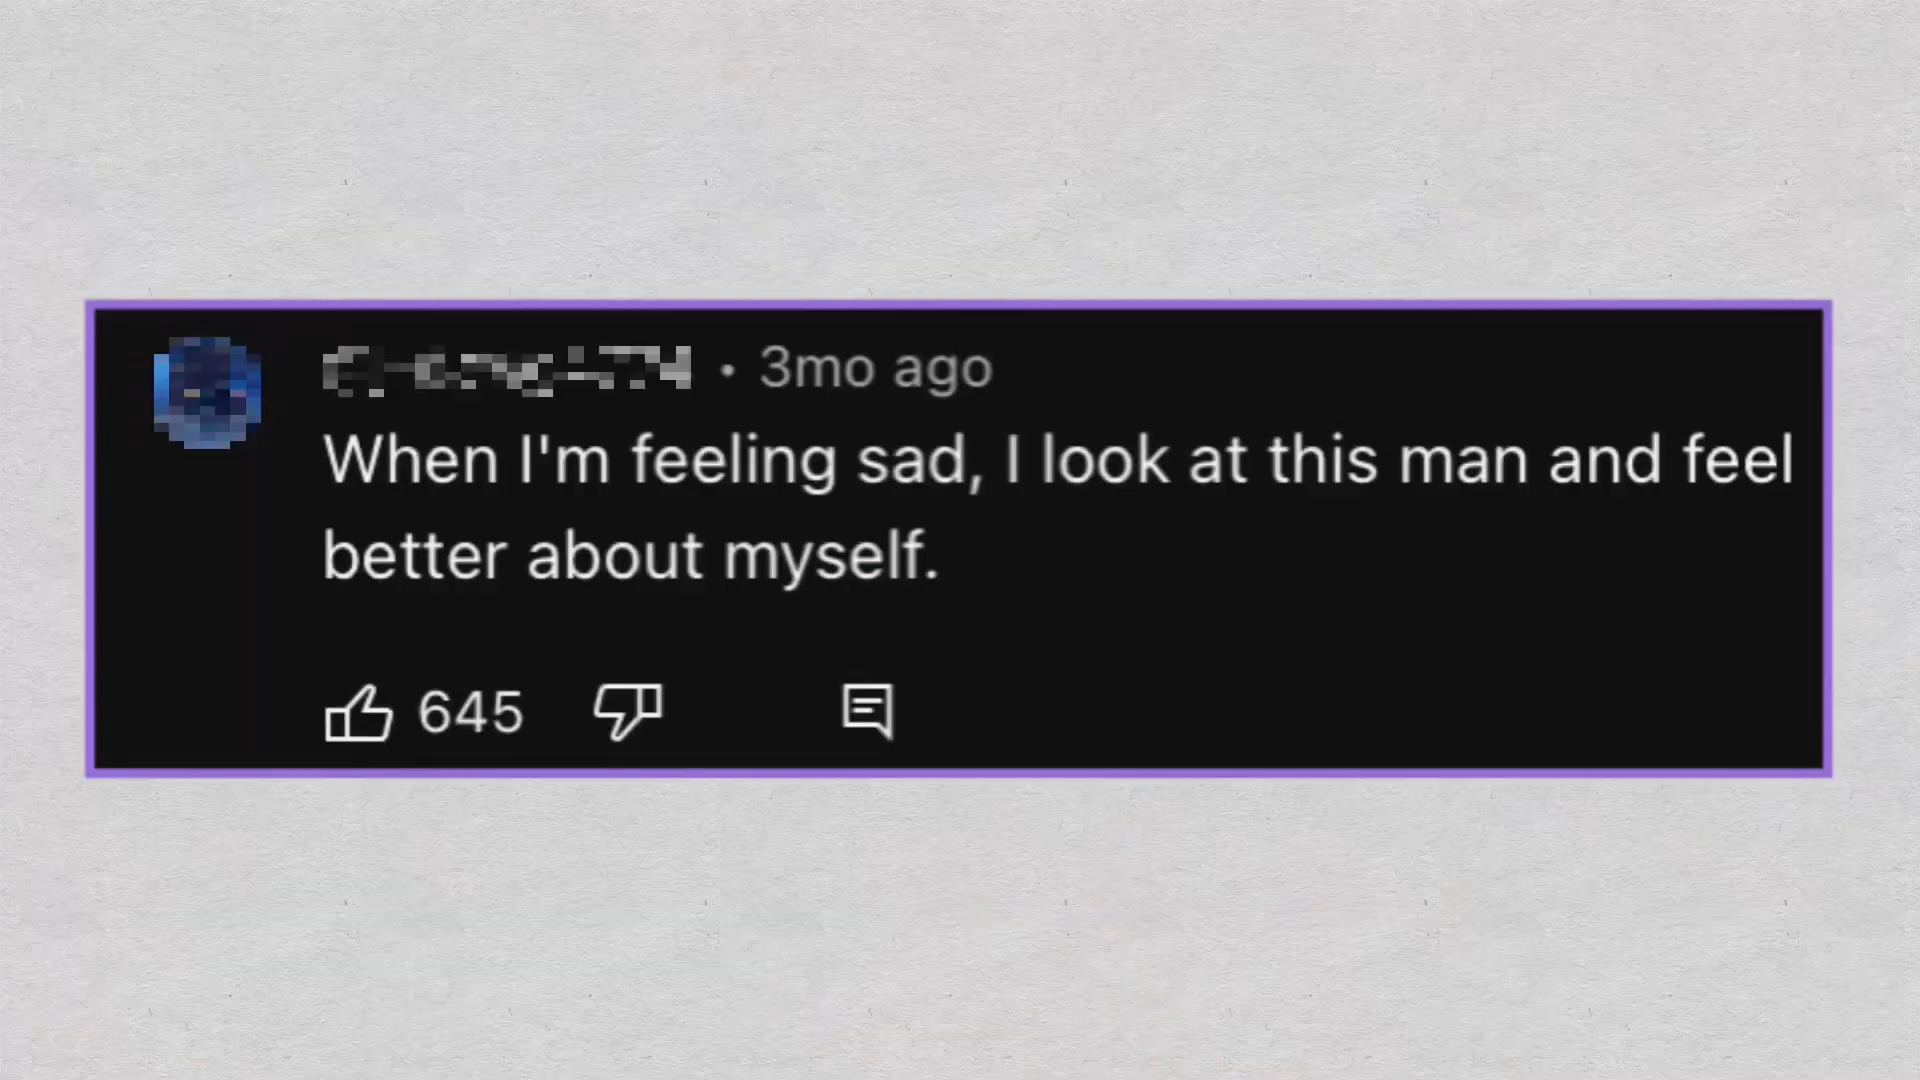 • 3mo ago
When I'm feeling sad, I look at this man and feel
better about myself.
645